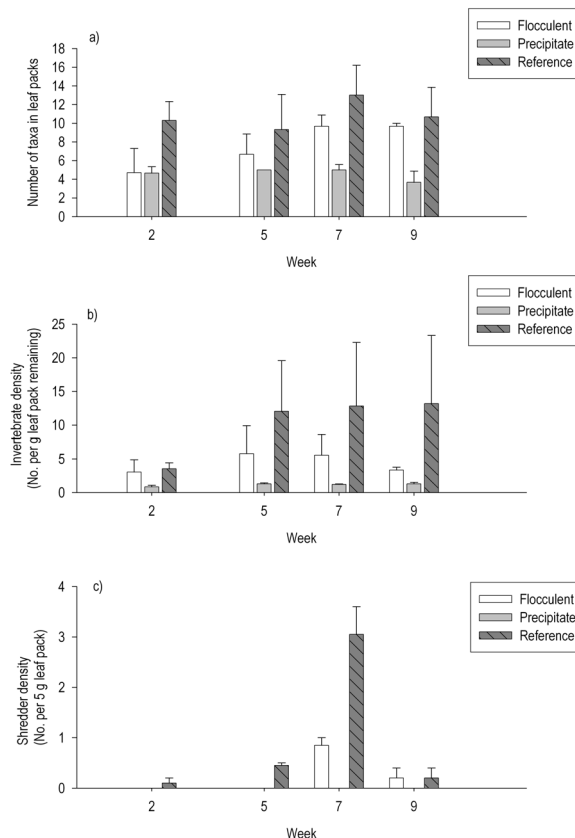 a)
Flocculent
Precipitate
Reference
Number of taxa in leaf packs
18
16
14
12
10
8
6
4
2
0
2 5 7 9
Week
b)
Flocculent
Precipitate
Reference
Invertebrate density
(No. per g leaf pack remaining)
25
20
15
10
5
0
2 5 7 9
Week
c)
Flocculent
Precipitate
Reference
Shredder density
(No. per 5 g leaf pack)
4
3
2
1
0
2 5 7 9
Week